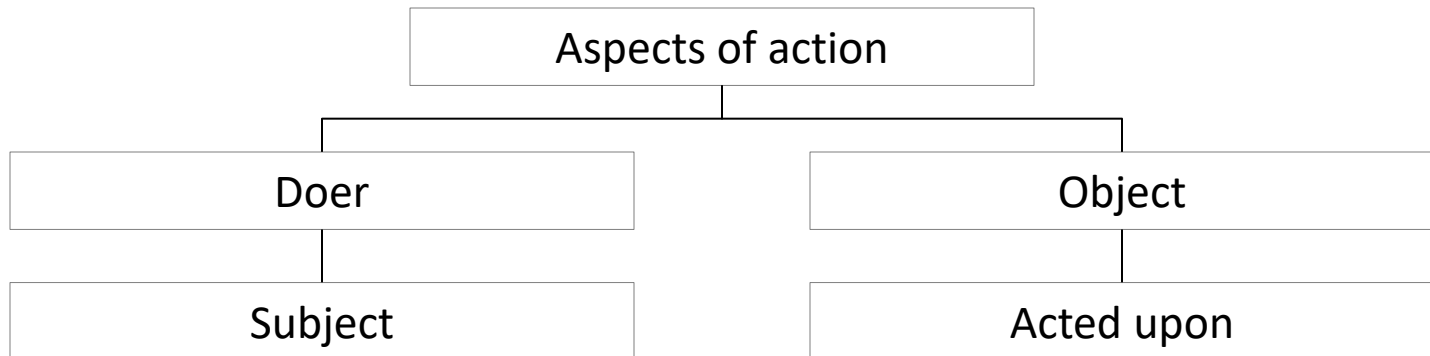 Aspects of action
Doer
Object
Subject
Acted upon